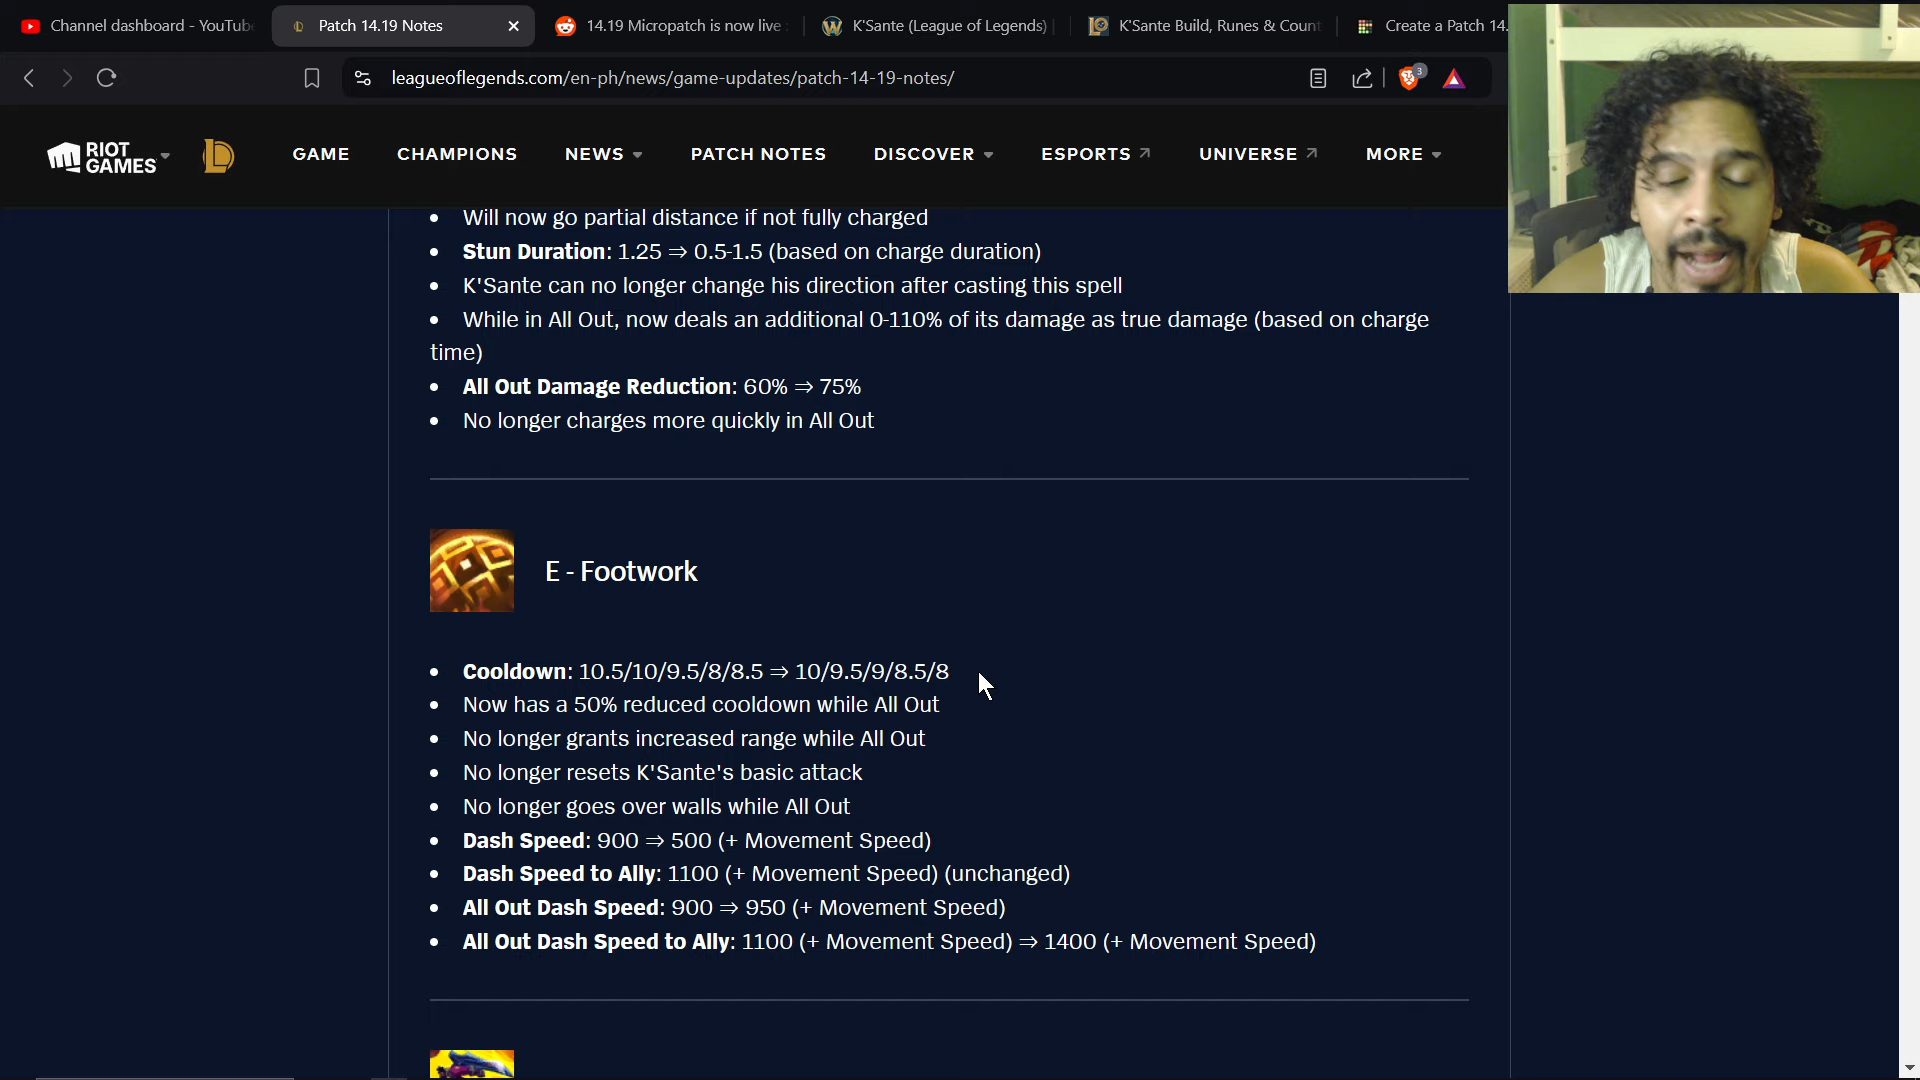 Channel dashboard - YouTube
Patch 14.19 Notes
14.19 Micropatch is now live
K'Sante (League of Legends)
K'Sante Build, Runes & Count
Create a Patch 14.
leagueoflegends.com/en-ph/news/game-updates/patch-14-19-notes/
3
RIOT GAMES
GAME
CHAMPIONS
NEWS
PATCH NOTES
DISCOVER
ESPORTS
UNIVERSE
MORE
Will now go partial distance if not fully charged
Stun Duration: 1.25 ⇒ 0.5-1.5 (based on charge duration)
K'Sante can no longer change his direction after casting this spell
While in All Out, now deals an additional 0-110% of its damage as true damage (based on charge
time)
All Out Damage Reduction: 60% ⇒ 75%
No longer charges more quickly in All Out
E - Footwork
Cooldown: 10.5/10/9.5/8/8.5 ⇒ 10/9.5/9/8.5/8
Now has a 50% reduced cooldown while All Out
No longer grants increased range while All Out
No longer resets K'Sante's basic attack
No longer goes over walls while All Out
Dash Speed: 900 ⇒ 500 (+ Movement Speed)
Dash Speed to Ally: 1100 (+ Movement Speed) (unchanged)
All Out Dash Speed: 900 ⇒ 950 (+ Movement Speed)
All Out Dash Speed to Ally: 1100 (+ Movement Speed) ⇒ 1400 (+ Movement Speed)